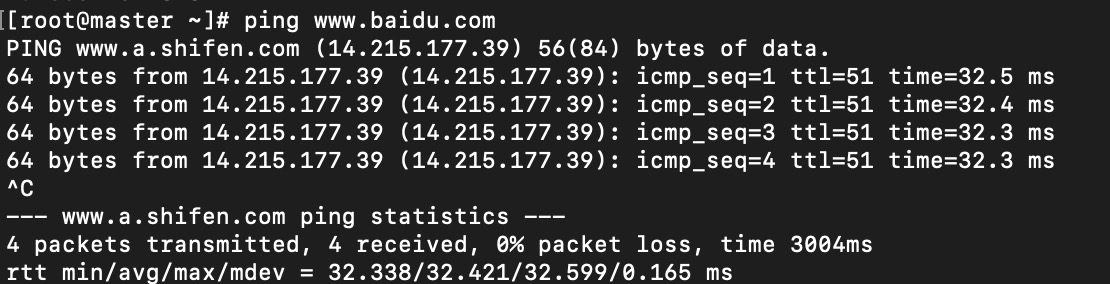 [[root@master ~]# ping www.baidu.com
PING www.a.shifen.com (14.215.177.39) 56(84) bytes of data.
64 bytes from 14.215.177.39 (14.215.177.39): icmp_seq=1 ttl=51 time=32.5 ms
64 bytes from 14.215.177.39 (14.215.177.39): icmp_seq=2 ttl=51 time=32.4 ms
64 bytes from 14.215.177.39 (14.215.177.39): icmp_seq=3 ttl=51 time=32.3 ms
64 bytes from 14.215.177.39 (14.215.177.39): icmp_seq=4 ttl=51 time=32.3 ms
^C
--- www.a.shifen.com ping statistics ---
4 packets transmitted, 4 received, 0% packet loss, time 3004ms
rtt min/avg/max/mdev = 32.338/32.421/32.599/0.165 ms